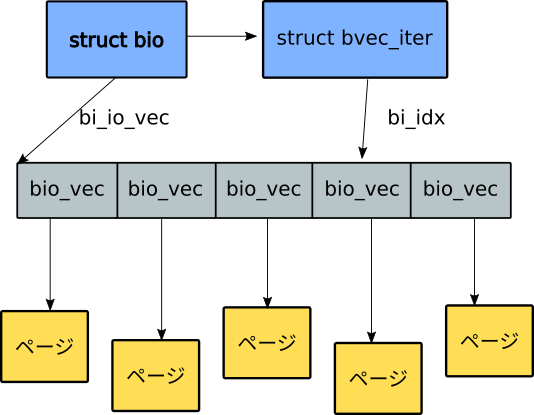 struct bio
struct bvec_iter
bi_io_vec
bi_idx
bio_vec
bio_vec
bio_vec
bio_vec
bio_vec
ページ
ページ
ページ
ページ
ページ